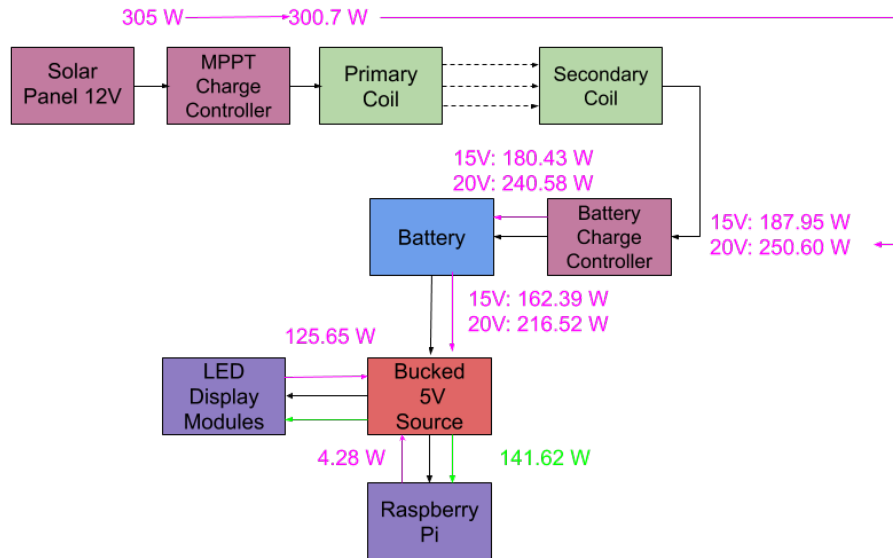 305 W
300.7 W
Solar
Panel 12V
MPPT
Charge
Controller
Primary
Coil
Secondary
Coil
15V: 180.43 W
20V: 240.58 W
Battery
Battery
Charge
Controller
15V: 187.95 W
20V: 250.60 W
15V: 162.39 W
20V: 216.52 W
125.65 W
LED
Display
Modules
Bucked
5V
Source
4.28 W
141.62 W
Raspberry
Pi